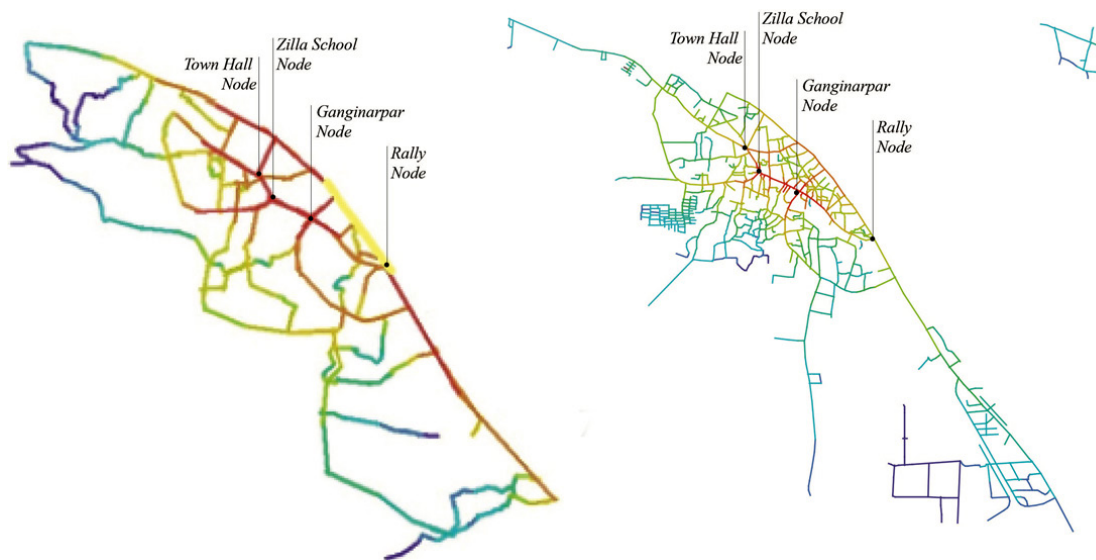 Zilla School
Node
Town Hall
Node
Ganginarpar
Node
Rally
Node
Zilla School
Node
Town Hall
Node
Ganginarpar
Node
Rally
Node